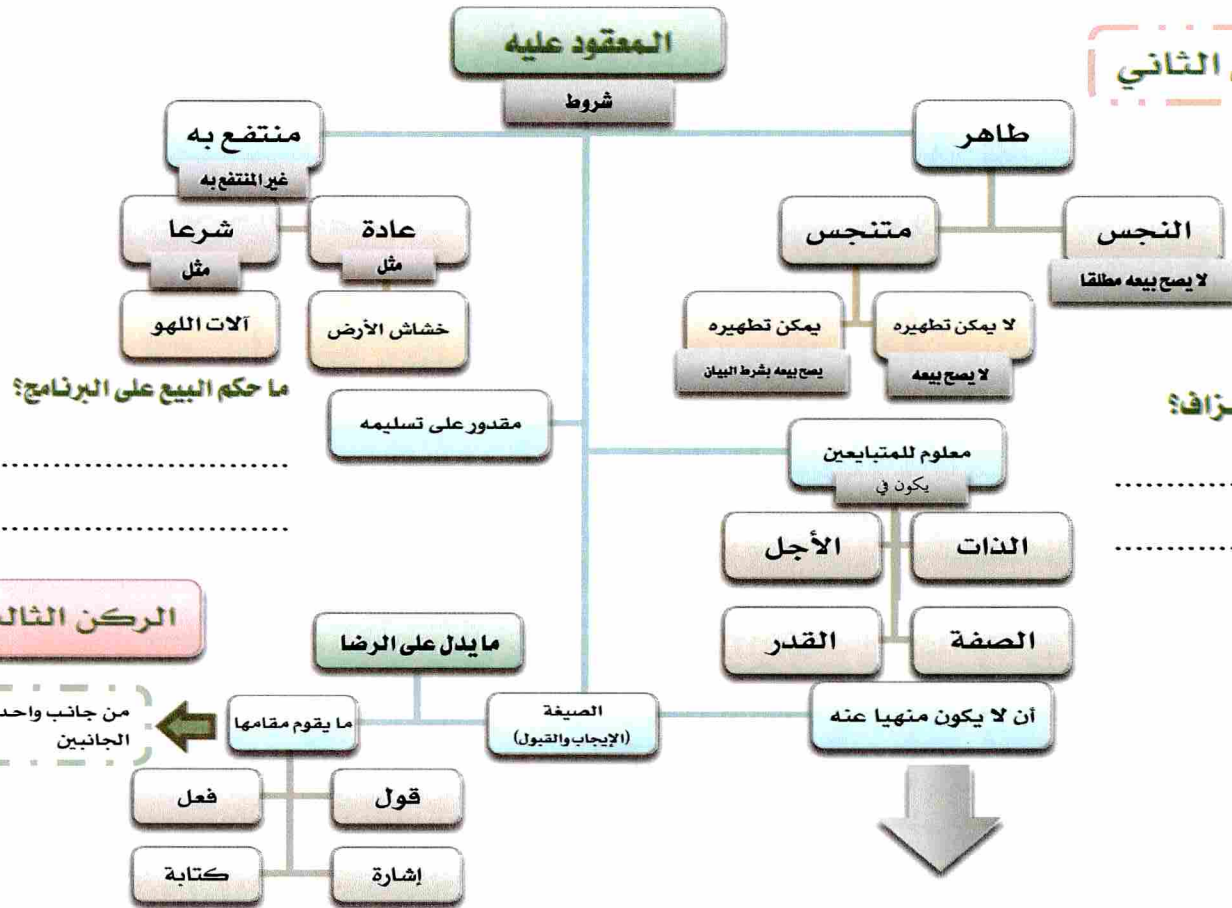 الثاني
المعقود عليه
شروط
طاهر
النجس
لا يصح بيعه مطلقا
متنجس
لا يمكن تطهيره
لا يصح بيعه
يمكن تطهيره
يصح بيعه بشرط البيان
منتفع به
غير المنتفع به
عادة
مثل
خشاش الأرض
شرعا
مثل
آلات اللهو
ما حكم البيع على البرنامج؟
مقدور على تسليمه
معلوم للمتبايعين
يكون في
الذات
الأجل
الصفة
القدر
أن لا يكون منهيا عنه
الركن
ما يدل على الرضا
الصيغة
(الإيجاب والقبول)
ما يقوم مقامها
من جانب واحد
الجانبين
قول
فعل
إشارة
كتابة